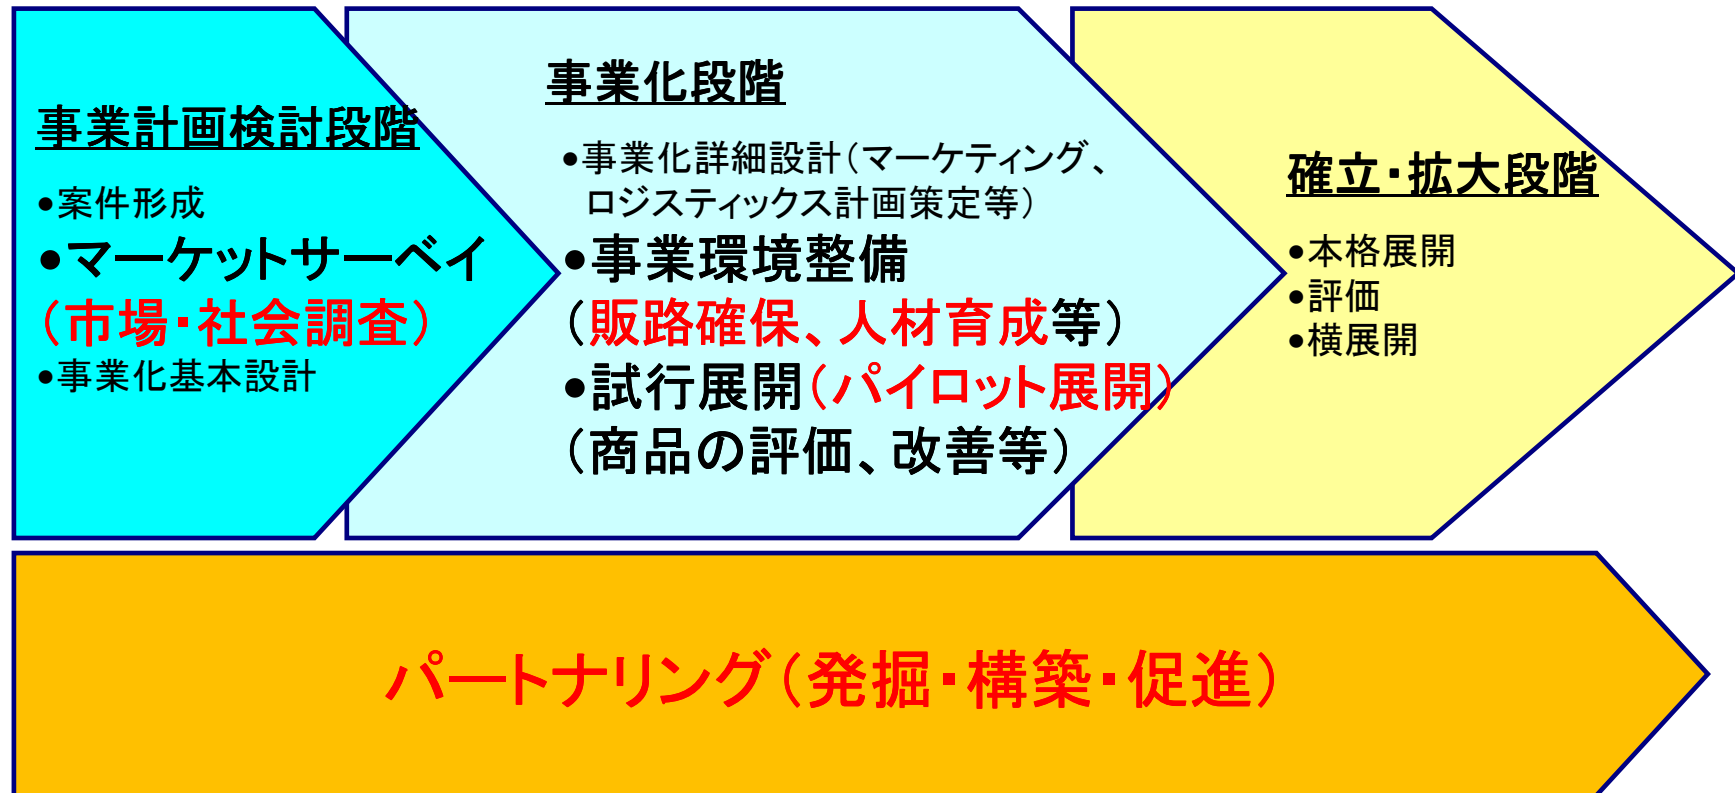 事業計画検討段階
●案件形成
●マーケットサーベイ
（市場・社会調査）
●事業化基本設計
事業化段階
●事業化詳細設計（マーケティング、
ロジスティックス計画策定等）
●事業環境整備
（販路確保、人材育成等）
●試行展開（パイロット展開）
（商品の評価、改善等）
確立・拡大段階
●本格展開
●評価
●横展開
パートナリング（発掘・構築・促進）